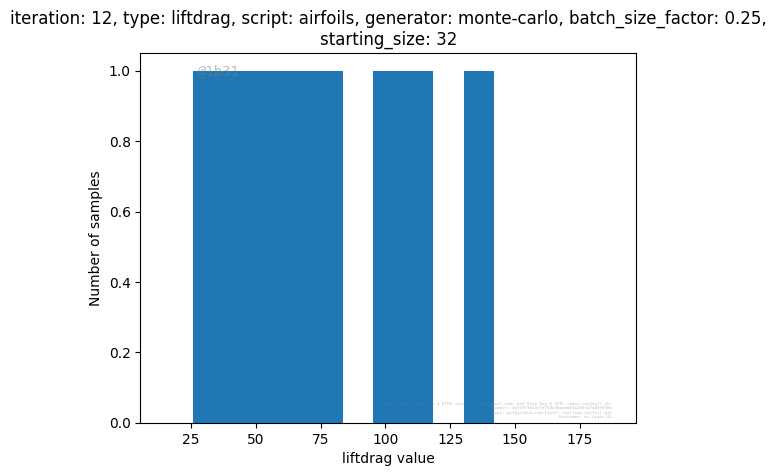 iteration: 12, type: liftdrag, script: airfoils, generator: monte-carlo, batch_size_factor: 0.25,
starting_size: 32
@1b31
1.0
0.8
0.6
0.4
0.2
0.0
Number of samples
25 50 75 100 125 150 175
liftdrag value